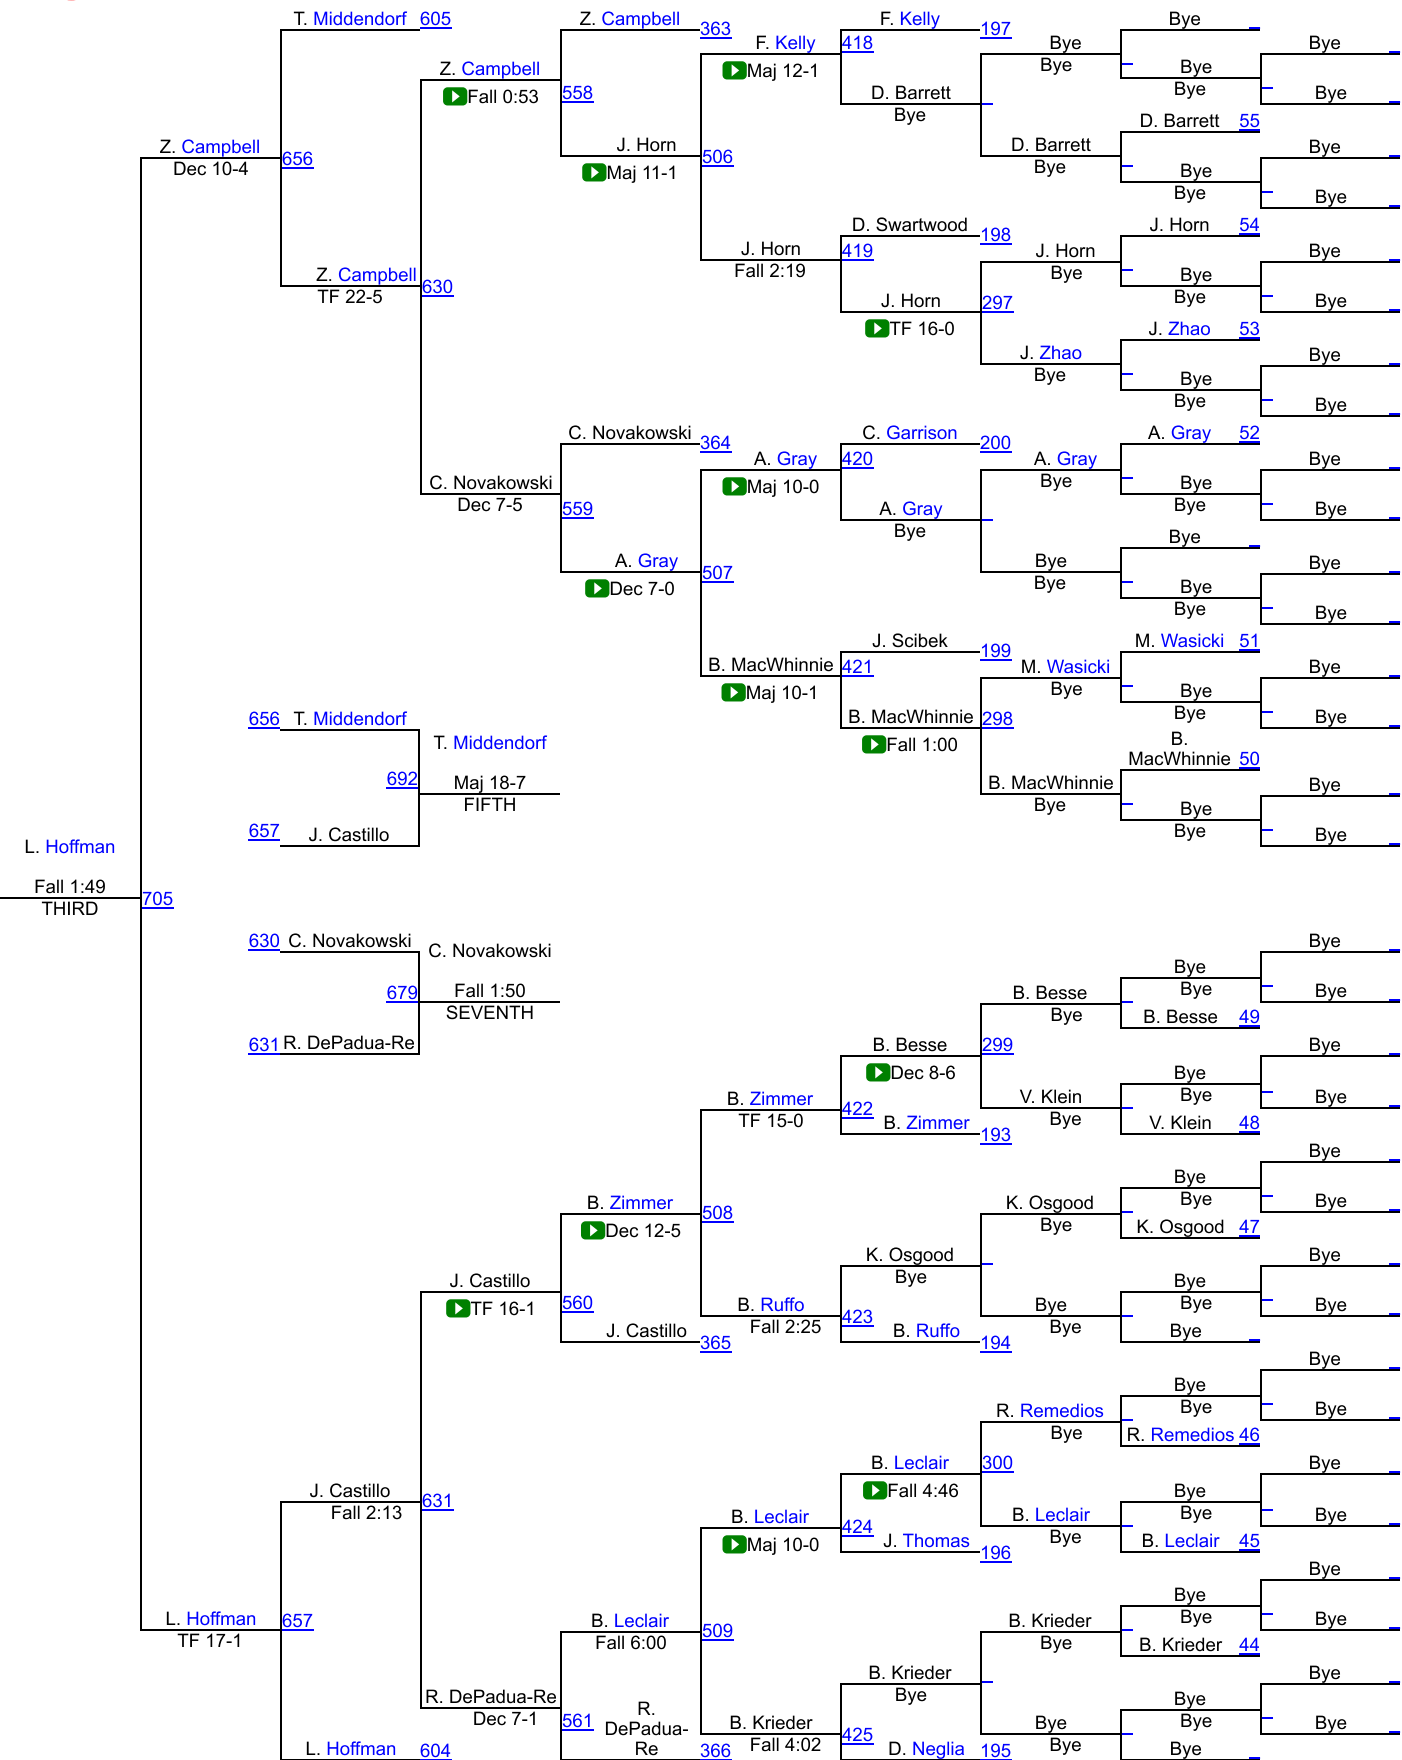 T. Middendorf 605
Z. Campbell 363
F. Kelly 197
Bye
Bye
F. Kelly 418
Bye
Maj 12-1
Bye
Bye
Z. Campbell
Fall 0:53
558
D. Barrett
Bye
Bye
Bye
D. Barrett 55
Z. Campbell
Dec 10-4
656
J. Horn
Maj 11-1
506
D. Barrett
Bye
Bye
Bye
Bye
Bye
D. Swartwood 198
J. Horn 54
J. Horn
Fall 2:19
419
J. Horn
Bye
Bye
Z. Campbell
TF 22-5
630
Bye
Bye
Bye
J. Horn 297
TF 16-0
J. Zhao 53
J. Zhao
Bye
Bye
Bye
Bye
Bye
C. Novakowski 364
C. Garrison 200
A. Gray 52
A. Gray 420
Maj 10-0
A. Gray
Bye
Bye
C. Novakowski
Dec 7-5
559
Bye
Bye
Bye
A. Gray
Bye
Bye
A. Gray
Dec 7-0
507
Bye
Bye
Bye
Bye
Bye
Bye
J. Scibek 199
M. Wasicki 51
B. MacWhinnie 421
Maj 10-1
M. Wasicki
Bye
Bye
656 T. Middendorf
B. MacWhinnie 298
Fall 1:00
Bye
Bye
Bye
T. Middendorf
B.
MacWhinnie 50
692
Maj 18-7
FIFTH
B. MacWhinnie
Bye
Bye
657 J. Castillo
Bye
Bye
Bye
L. Hoffman
Fall 1:49
THIRD
705
630 C. Novakowski
C. Novakowski
Bye
679
Fall 1:50
SEVENTH
B. Besse
Bye
Bye
Bye
Bye
B. Besse 49
631 R. DePadua-Re
B. Besse 299
Dec 8-6
Bye
B. Zimmer
TF 15-0
422
V. Klein
Bye
Bye
Bye
Bye
B. Zimmer 193
V. Klein 48
Bye
B. Zimmer
Dec 12-5
508
K. Osgood
Bye
Bye
Bye
Bye
K. Osgood 47
J. Castillo
TF 16-1
560
K. Osgood
Bye
Bye
B. Ruffo
Fall 2:25
423
Bye
Bye
Bye
Bye
Bye
J. Castillo 365
B. Ruffo 194
Bye
Bye
R. Remedios
Bye
Bye
Bye
Bye
R. Remedios 46
J. Castillo
Fall 2:13
631
B. Leclair 300
Fall 4:46
Bye
B. Leclair
Maj 10-0
424
B. Leclair
Bye
Bye
Bye
Bye
J. Thomas 196
B. Leclair 45
Bye
L. Hoffman
TF 17-1
657
B. Leclair
Fall 6:00
509
B. Krieder
Bye
Bye
Bye
Bye
B. Krieder 44
R. DePadua-Re
Dec 7-1
561
B. Krieder
Bye
Bye
R.
DePadua-
Re 366
B. Krieder
Fall 4:02
425
Bye
Bye
Bye
Bye
Bye
L. Hoffman 604
D. Neglia 195
Bye